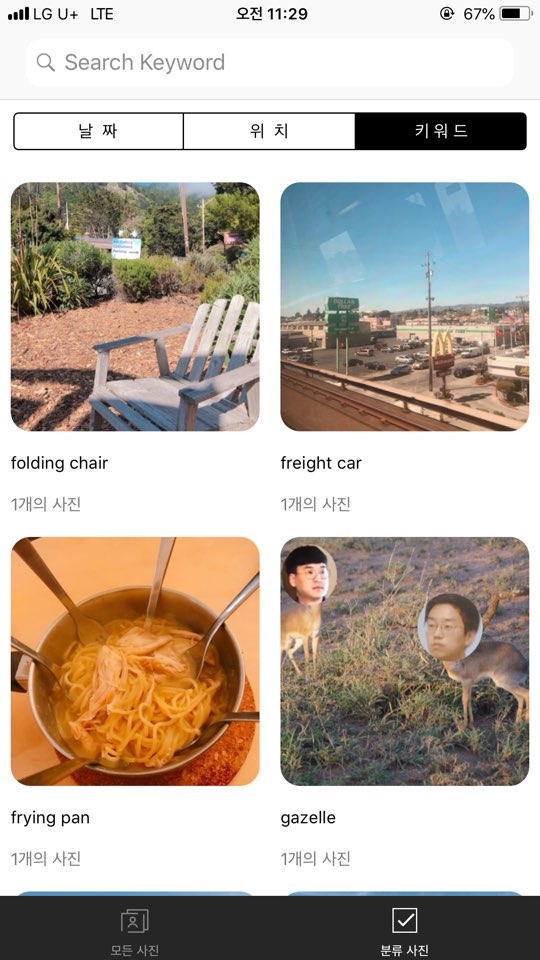 LG U+ LTE 오전 11:29 67%
Search Keyword
날 짜 위 치 키 워 드
DOLLAR
TREE
folding chair freight car
1개의 사진 1개의 사진
frying pan gazelle
1개의 사진 1개의 사진
모든 사진 분류 사진